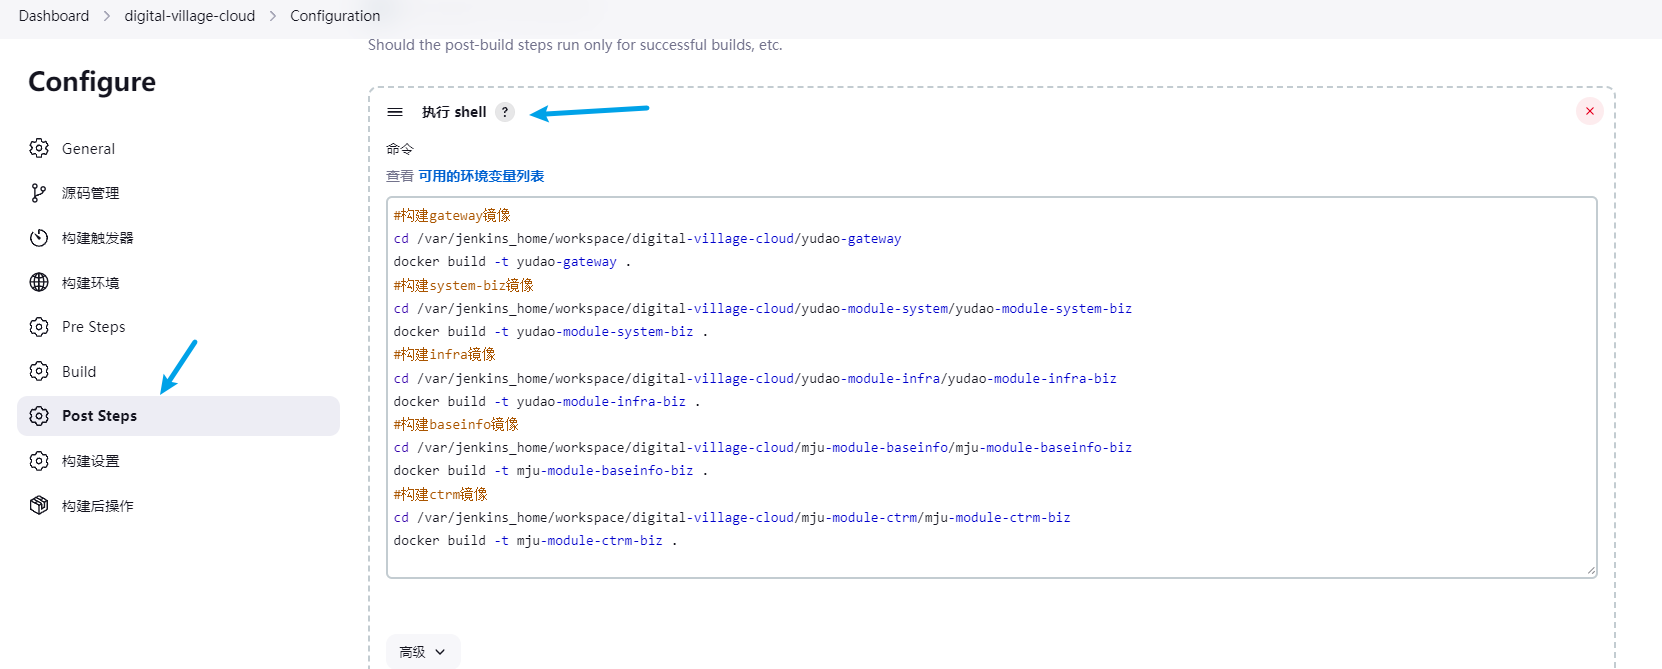 Dashboard > digital-village-cloud > Configuration
Configure
General
源码管理
构建触发器
构建环境
Pre Steps
Build
Post Steps
构建设置
构建后操作
Should the post-build steps run only for successful builds, etc.
执行 shell ?
命令
查看 可用的环境变量列表
#构建gateway镜像
cd /var/jenkins_home/workspace/digital-village-cloud/yudao-gateway
docker build -t yudao-gateway .
#构建system-biz镜像
cd /var/jenkins_home/workspace/digital-village-cloud/yudao-module-system/yudao-module-system-biz
docker build -t yudao-module-system-biz .
#构建infra镜像
cd /var/jenkins_home/workspace/digital-village-cloud/yudao-module-infra/yudao-module-infra-biz
docker build -t yudao-module-infra-biz .
#构建baseinfo镜像
cd /var/jenkins_home/workspace/digital-village-cloud/mju-module-baseinfo/mju-module-baseinfo-biz
docker build -t mju-module-baseinfo-biz .
#构建ctrm镜像
cd /var/jenkins_home/workspace/digital-village-cloud/mju-module-ctrm/mju-module-ctrm-biz
docker build -t mju-module-ctrm-biz .
高级